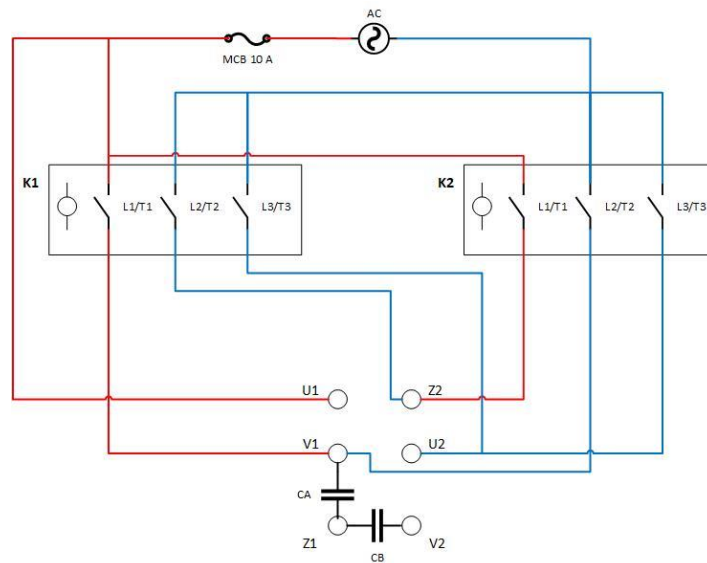 AC
MCB 10 A
K1
L1/T1
L2/T2
L3/T3
K2
L1/T1
L2/T2
L3/T3
U1
Z2
V1
U2
CA
Z1
CB
V2